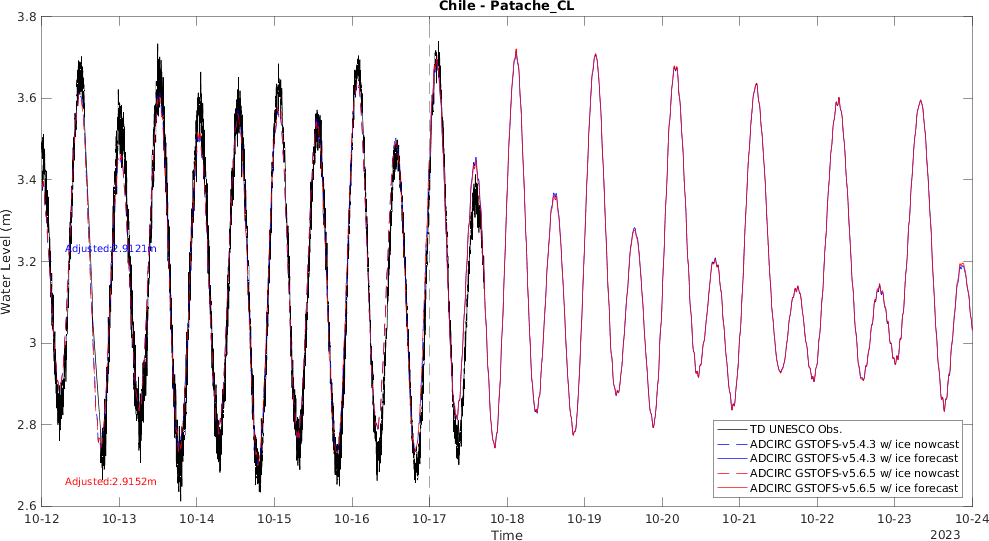 Chile - Patache_CL
3.8
3.6
3.4
3.2
3
2.8
2.6
Water Level (m)
Adjusted:2.9121m
Adjusted:2.9152m
TD UNESCO Obs.
ADCIRC GSTOFS-v5.4.3 w/ ice nowcast
ADCIRC GSTOFS-v5.4.3 w/ ice forecast
ADCIRC GSTOFS-v5.6.5 w/ ice nowcast
ADCIRC GSTOFS-v5.6.5 w/ ice forecast
10-12 10-13 10-14 10-15 10-16 10-17 10-18 10-19 10-20 10-21 10-22 10-23 10-24
Time
2023